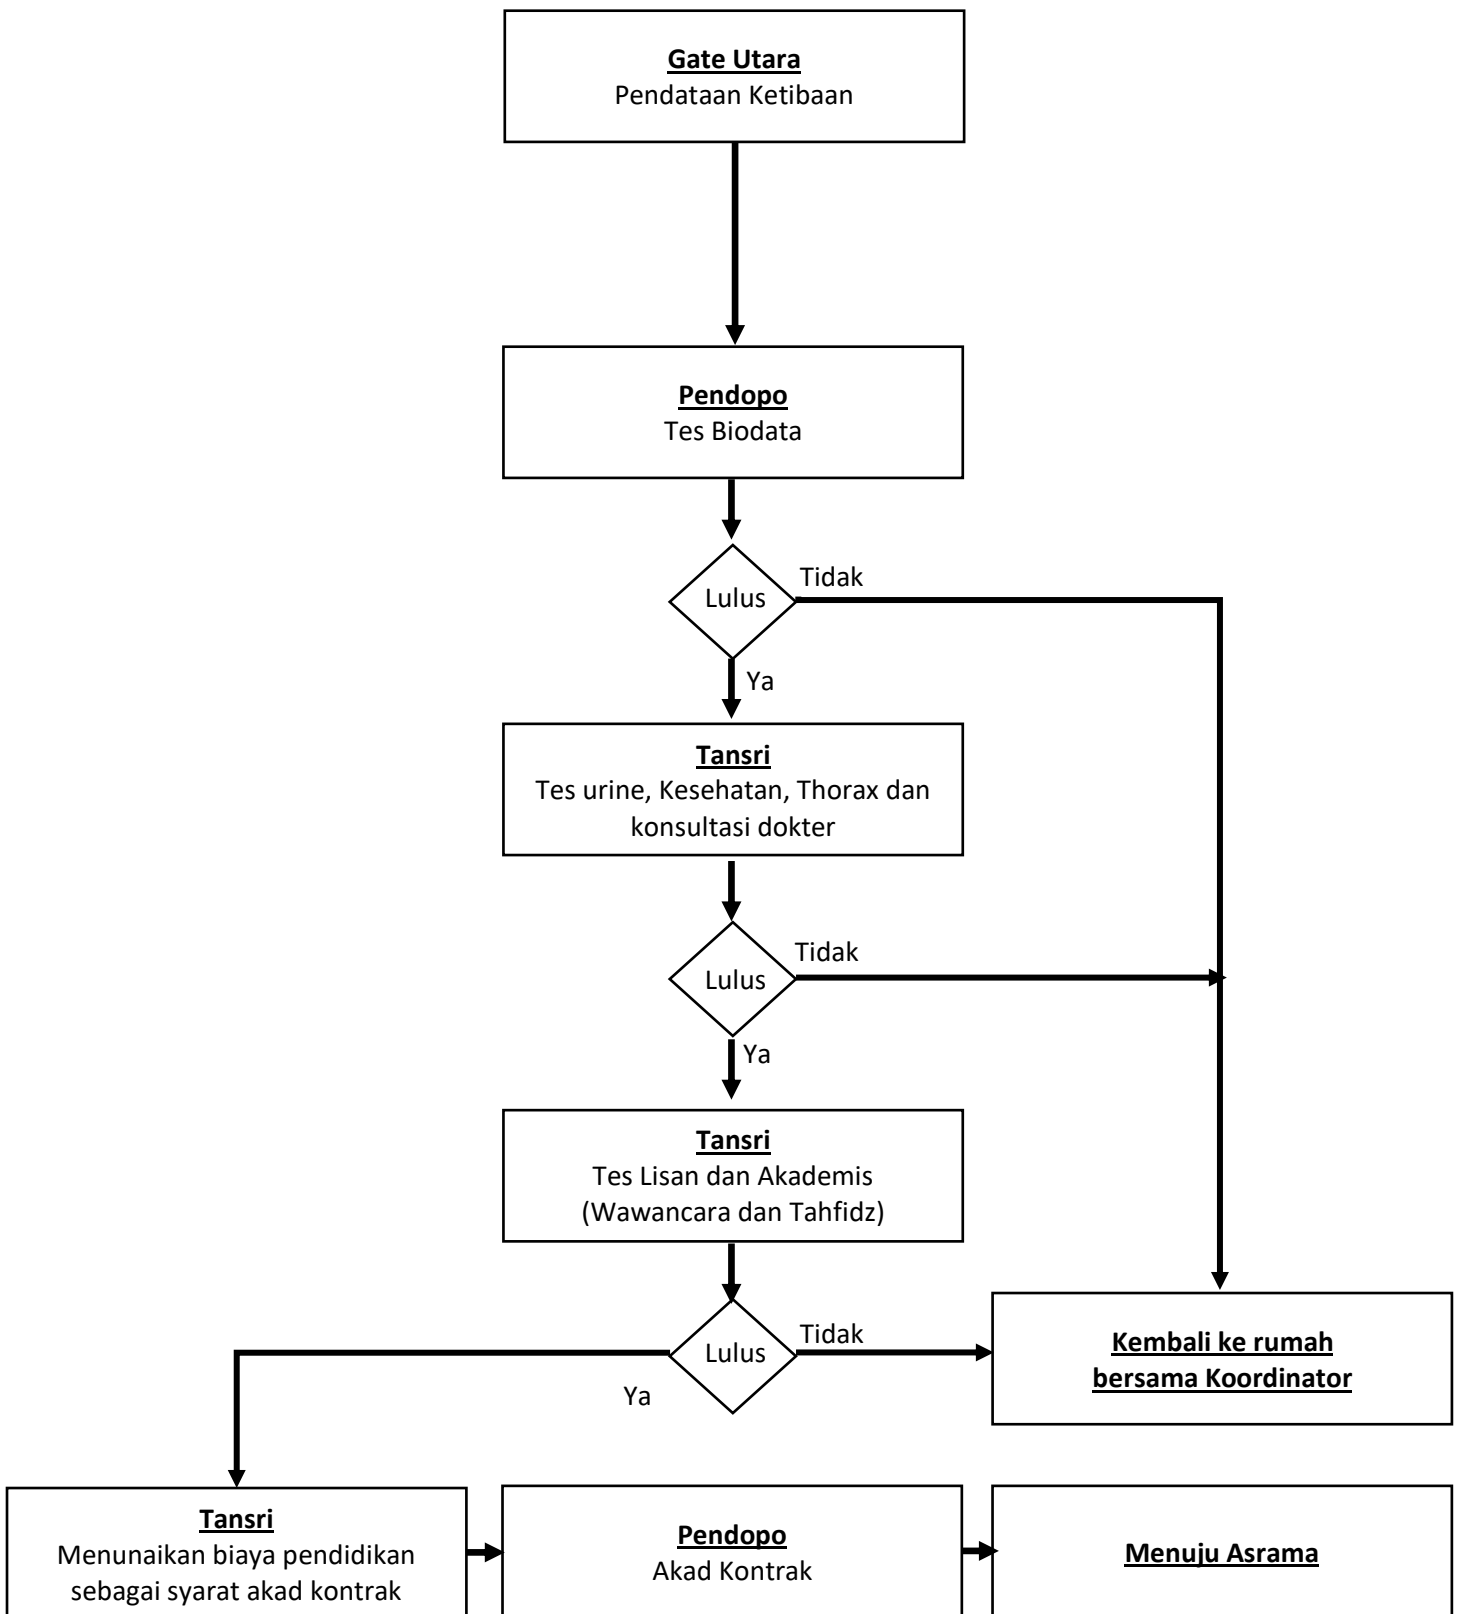 Gate Utara
Pendataan Ketibaan
Pendopo
Tes Biodata
Lulus
Tidak
Ya
Tansri
Tes urine, Kesehatan, Thorax dan
konsultasi dokter
Lulus
Tidak
Ya
Tansri
Tes Lisan dan Akademis
(Wawancara dan Tahfidz)
Lulus
Tidak
Ya
Kembali ke rumah
bersama Koordinator
Tansri
Menunaikan biaya pendidikan
sebagai syarat akad kontrak
Pendopo
Akad Kontrak
Menuju Asrama